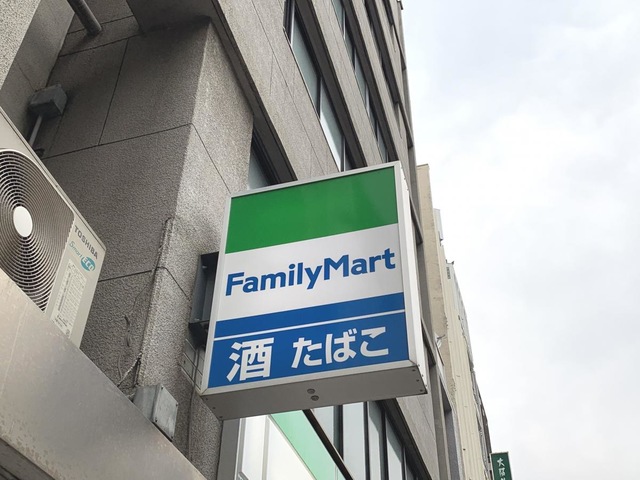 FamilyMart
酒 たばこ
TOSHIBA